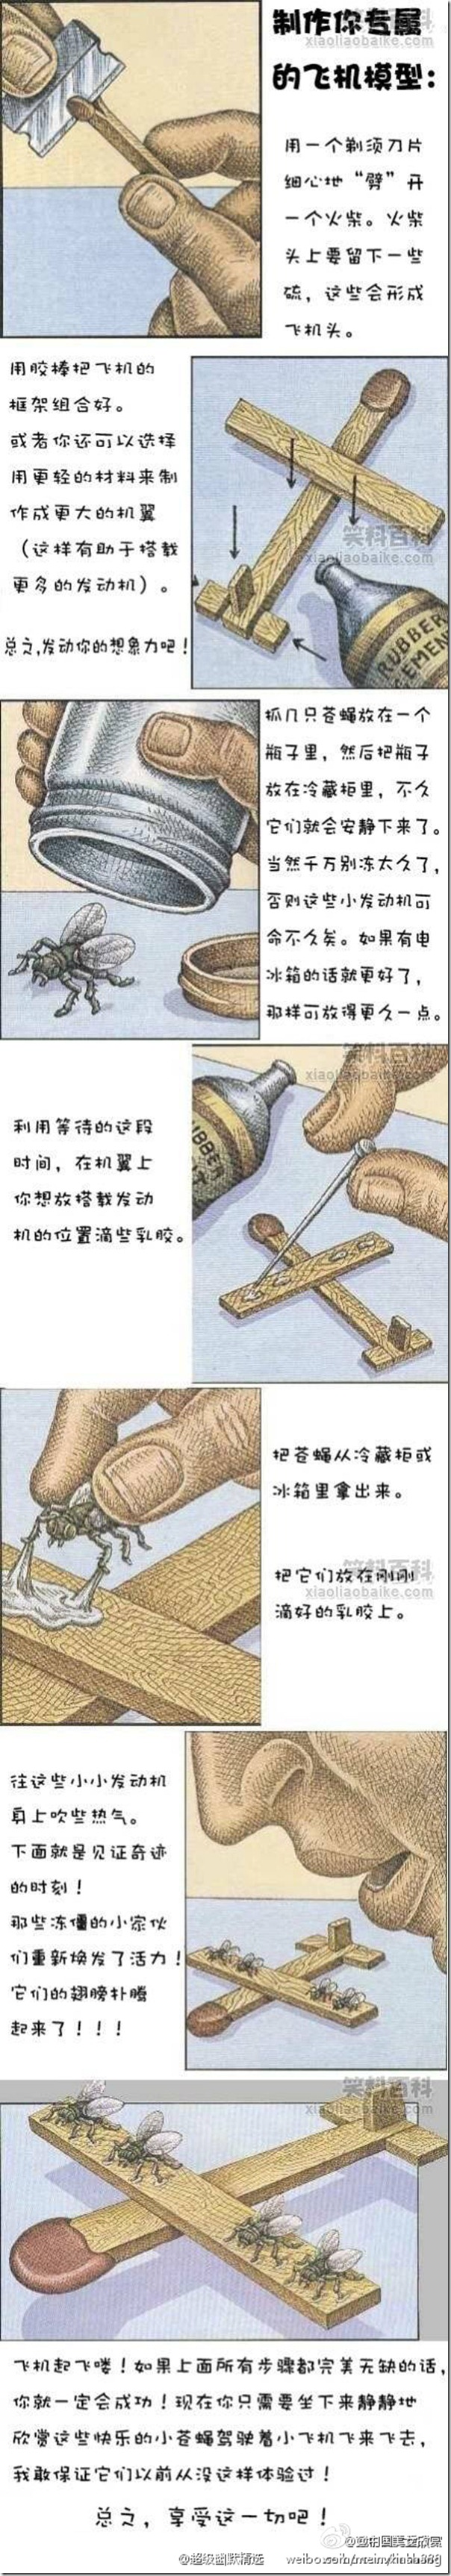 制作你专属
的飞机模型：
笑料百科
xiaoliaobaike.com
用一个剃须刀片
细心地“劈”开
一个火柴。火柴
头上要留下一些
硫，这些会形成
飞机头。
用胶棒把飞机的
框架组合好。
或者你还可以选择
用更轻的材料来制
作成更大的机翼
（这样有助于搭载
更多的发动机）。
总之,发动你的想象力吧！
笑料百科
xiaoliaobaike.com
RUBBER
CEMEN
抓几只苍蝇放在一个
瓶子里，然后把瓶子
放在冷藏柜里，不久
它们就会安静下来了。
当然千万别冻太久了，
否则这些小发动机可
命不久矣。如果有电
冰箱的话就更好了，
那样可放得更久一点。
笑料百科
xiaoliaobaike.com
UBBER
利用等待的这段
时间，在机翼上
你想放搭载发动
机的位置滴些乳胶。
把苍蝇从冷藏柜或
冰箱里拿出来。
把它们放在刚刚
滴好的乳胶上。
笑料百科
xiaoliaobaike.com
往这些小小发动机
身上吹些热气。
下面就是见证奇迹
的时刻！
那些冻僵的小家伙
们重新焕发了活力！
它们的翅膀扑腾
起来了！！！
笑料百科
xiaoliaobaike.com
飞机起飞喽！如果上面所有步骤都完美无缺的话，
你就一定会成功！现在你只需要坐下来静静地
欣赏这些快乐的小苍蝇驾驶着小飞机飞来飞去，
我敢保证它们以前从没这样体验过！
总之，享受这一切吧！
@超级幽默精选